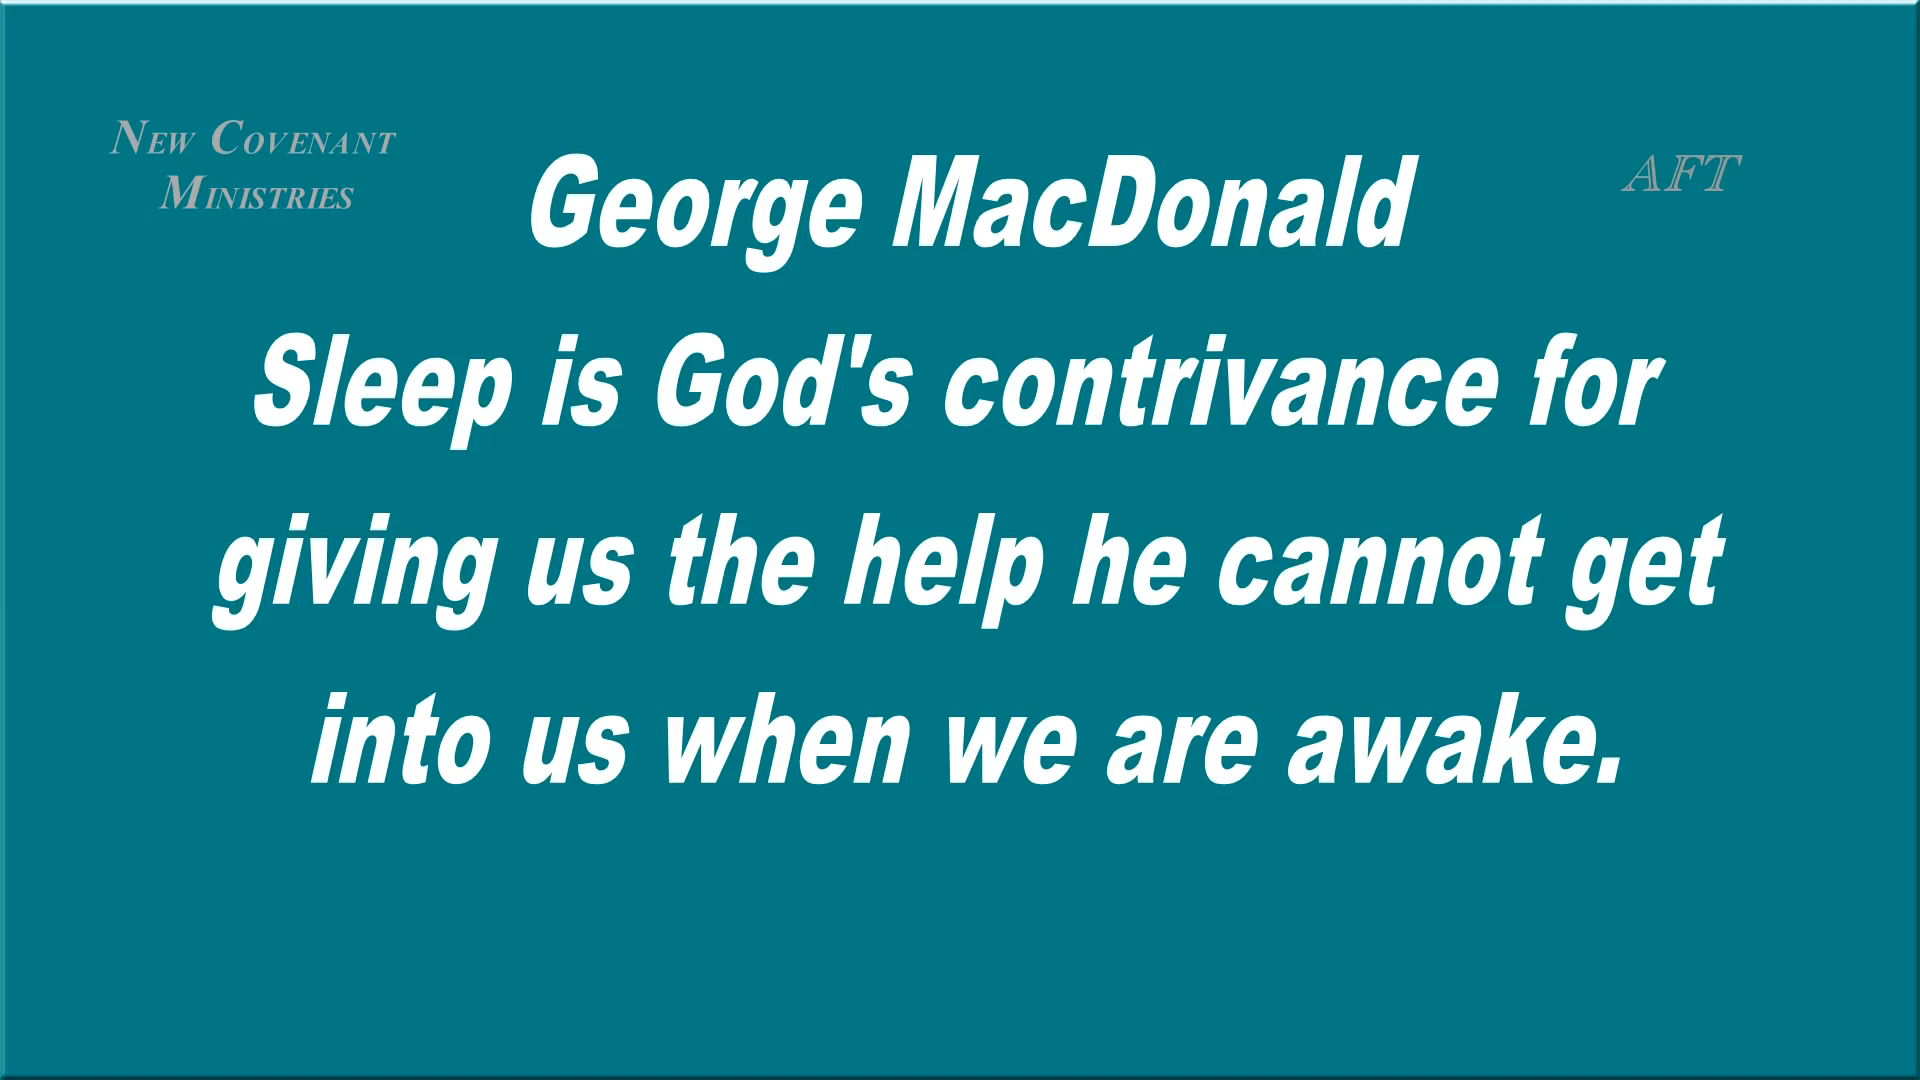 New Covenant
Ministries
AFT
George MacDonald
Sleep is God's contrivance for
giving us the help he cannot get
into us when we are awake.